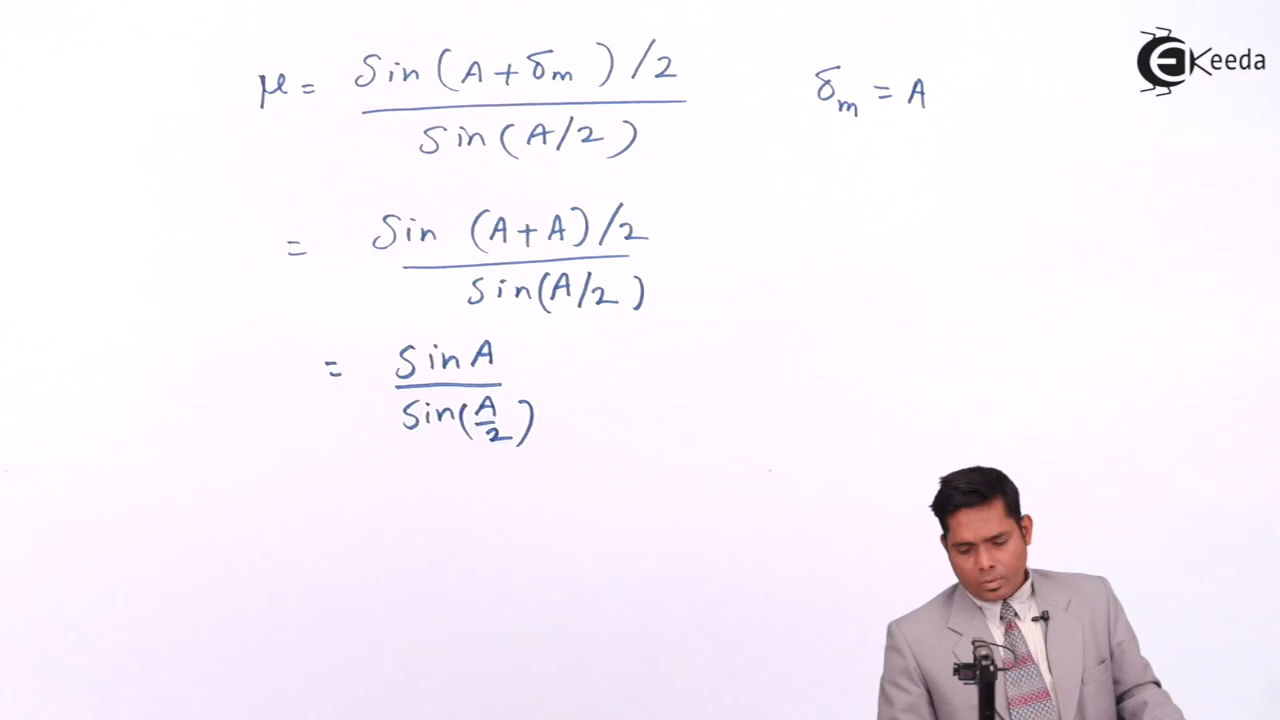 Ekeeda
μ = Sin(A+δm)/2 / Sin(A/2)
δm = A
= Sin (A+A)/2 / Sin(A/2)
= Sin A / Sin(A/2)